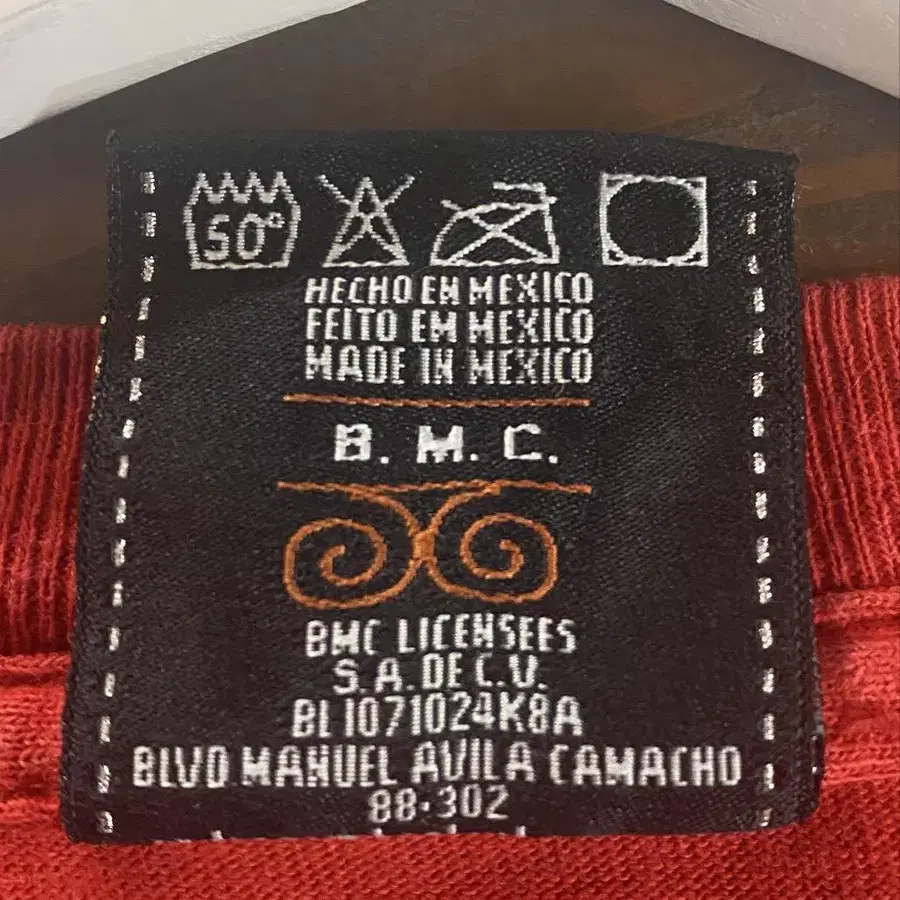 50°
HECHO EN MEXICO
FEITO EM MEXICO
MADE IN MEXICO
B. M. C.
BMC LICENSEES
S.A. DE C.V.
BL1071024K8A
BLVD MANUEL AVILA CAMACHO
88-302